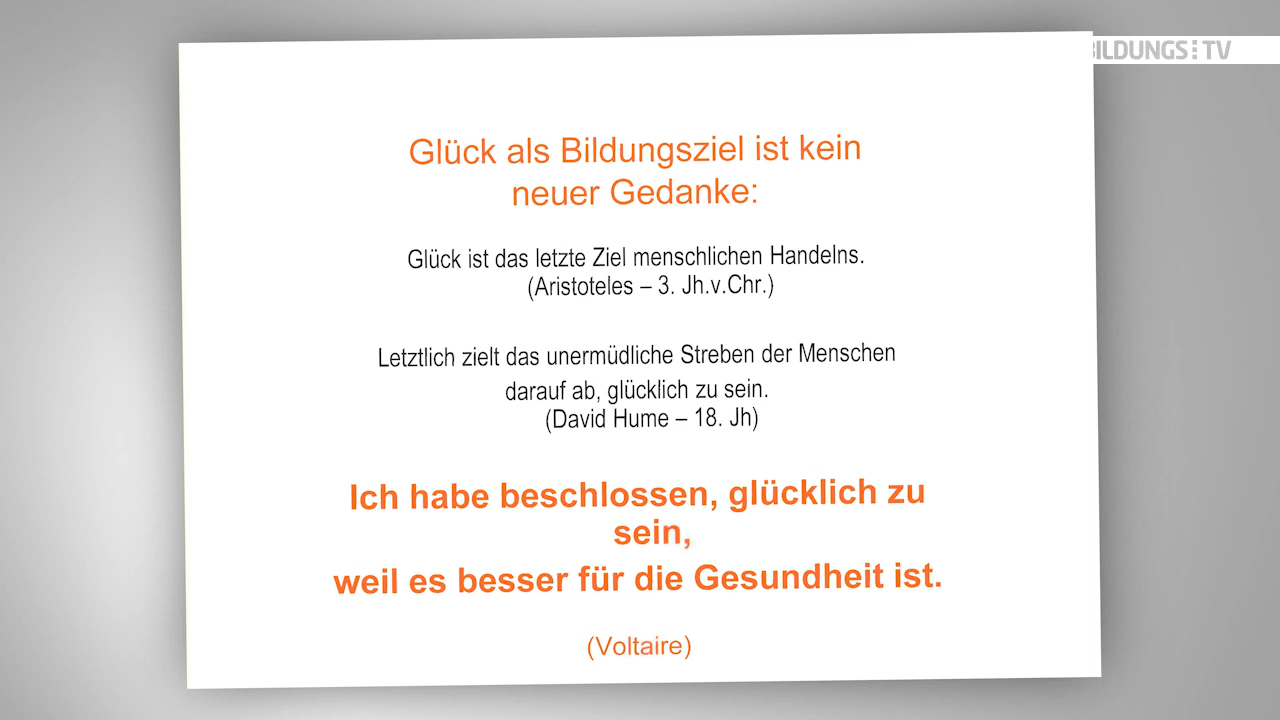 BILDUNGS TV
Glück als Bildungsziel ist kein
neuer Gedanke:
Glück ist das letzte Ziel menschlichen Handelns.
(Aristoteles – 3. Jh.v.Chr.)
Letztlich zielt das unermüdliche Streben der Menschen
darauf ab, glücklich zu sein.
(David Hume – 18. Jh)
Ich habe beschlossen, glücklich zu
sein,
weil es besser für die Gesundheit ist.
(Voltaire)